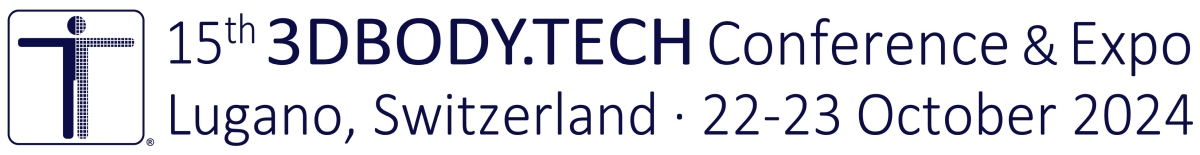 15th 3DBODY.TECH Conference & Expo
Lugano, Switzerland · 22-23 October 2024
®